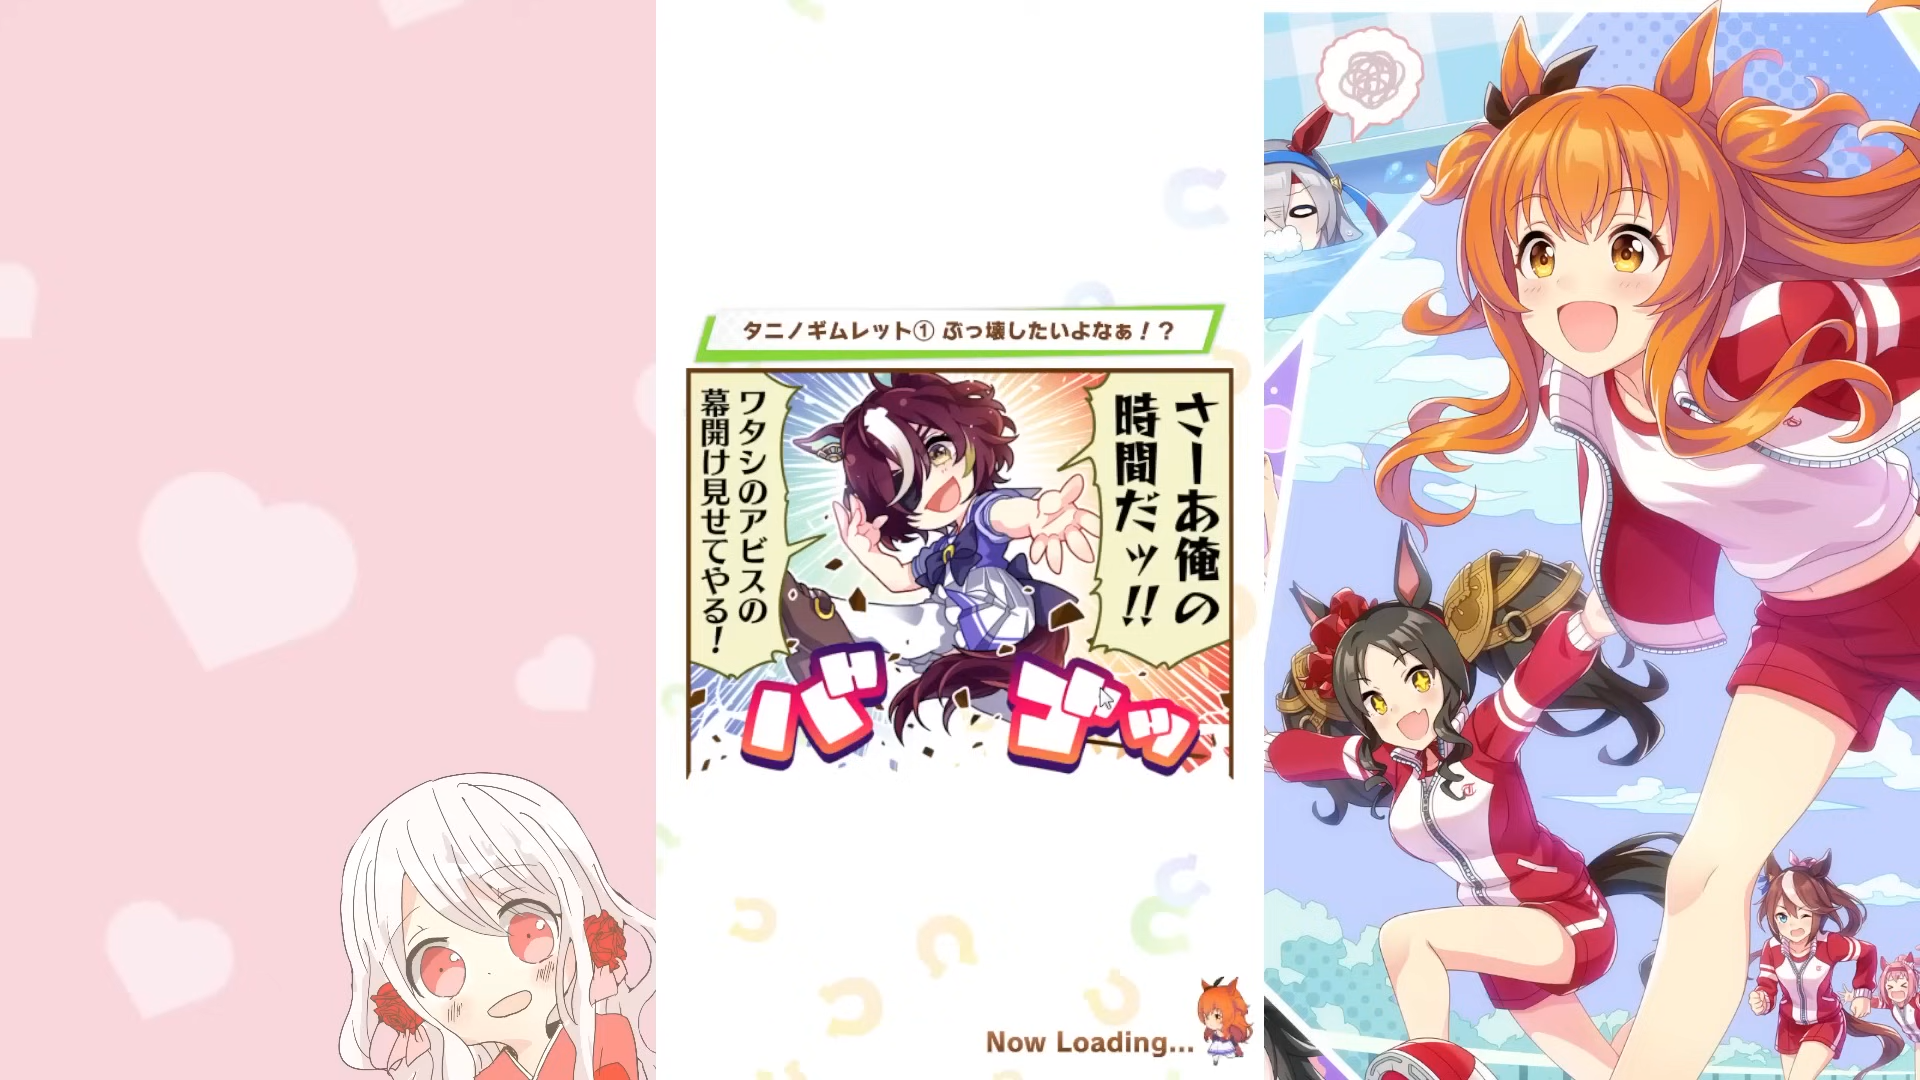 タニノギムレット① ぶっ壊したいよなぁ！？
さーあ俺の
時間だッ!!
ワタシのアビスの
幕開け見せてやる！
バゴッ
Now Loading...